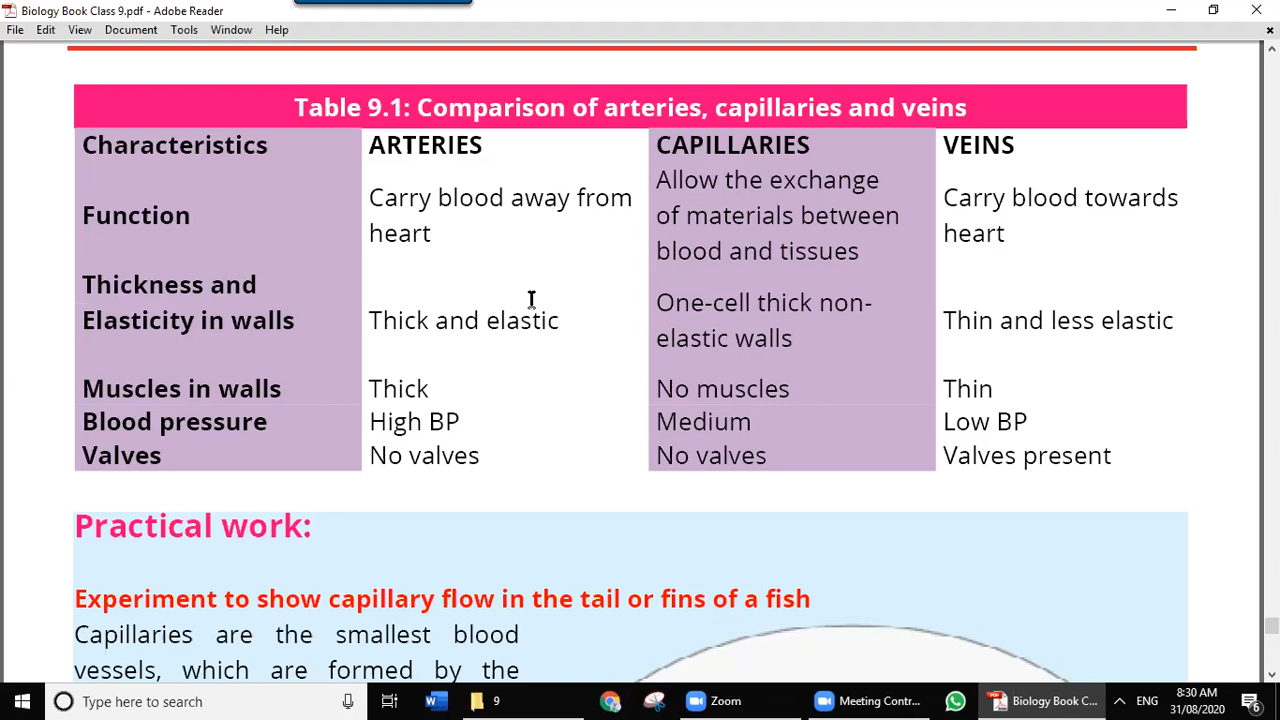 Biology Book Class 9.pdf - Adobe Reader
File Edit View Document Tools Window Help
Table 9.1: Comparison of arteries, capillaries and veins
Characteristics ARTERIES CAPILLARIES VEINS
Function Carry blood away from heart Allow the exchange of materials between blood and tissues Carry blood towards heart
Thickness and Elasticity in walls Thick and elastic One-cell thick non-elastic walls Thin and less elastic
Muscles in walls Thick No muscles Thin
Blood pressure High BP Medium Low BP
Valves No valves No valves Valves present
Practical work:
Experiment to show capillary flow in the tail or fins of a fish
Capillaries are the smallest blood
vessels, which are formed by the
Type here to search 9 Zoom Meeting Contr... Biology Book C... ENG 8:30 AM
31/08/2020 6